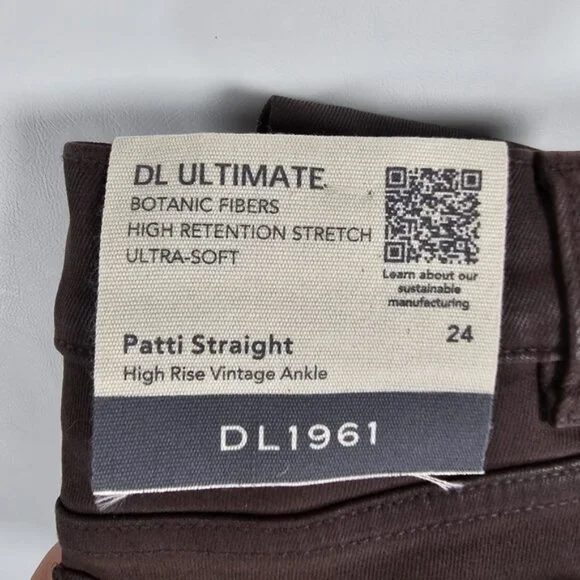 DL ULTIMATE
BOTANIC FIBERS
HIGH RETENTION STRETCH
ULTRA-SOFT
Learn about our
sustainable
manufacturing
24
Patti Straight
High Rise Vintage Ankle
DL1961